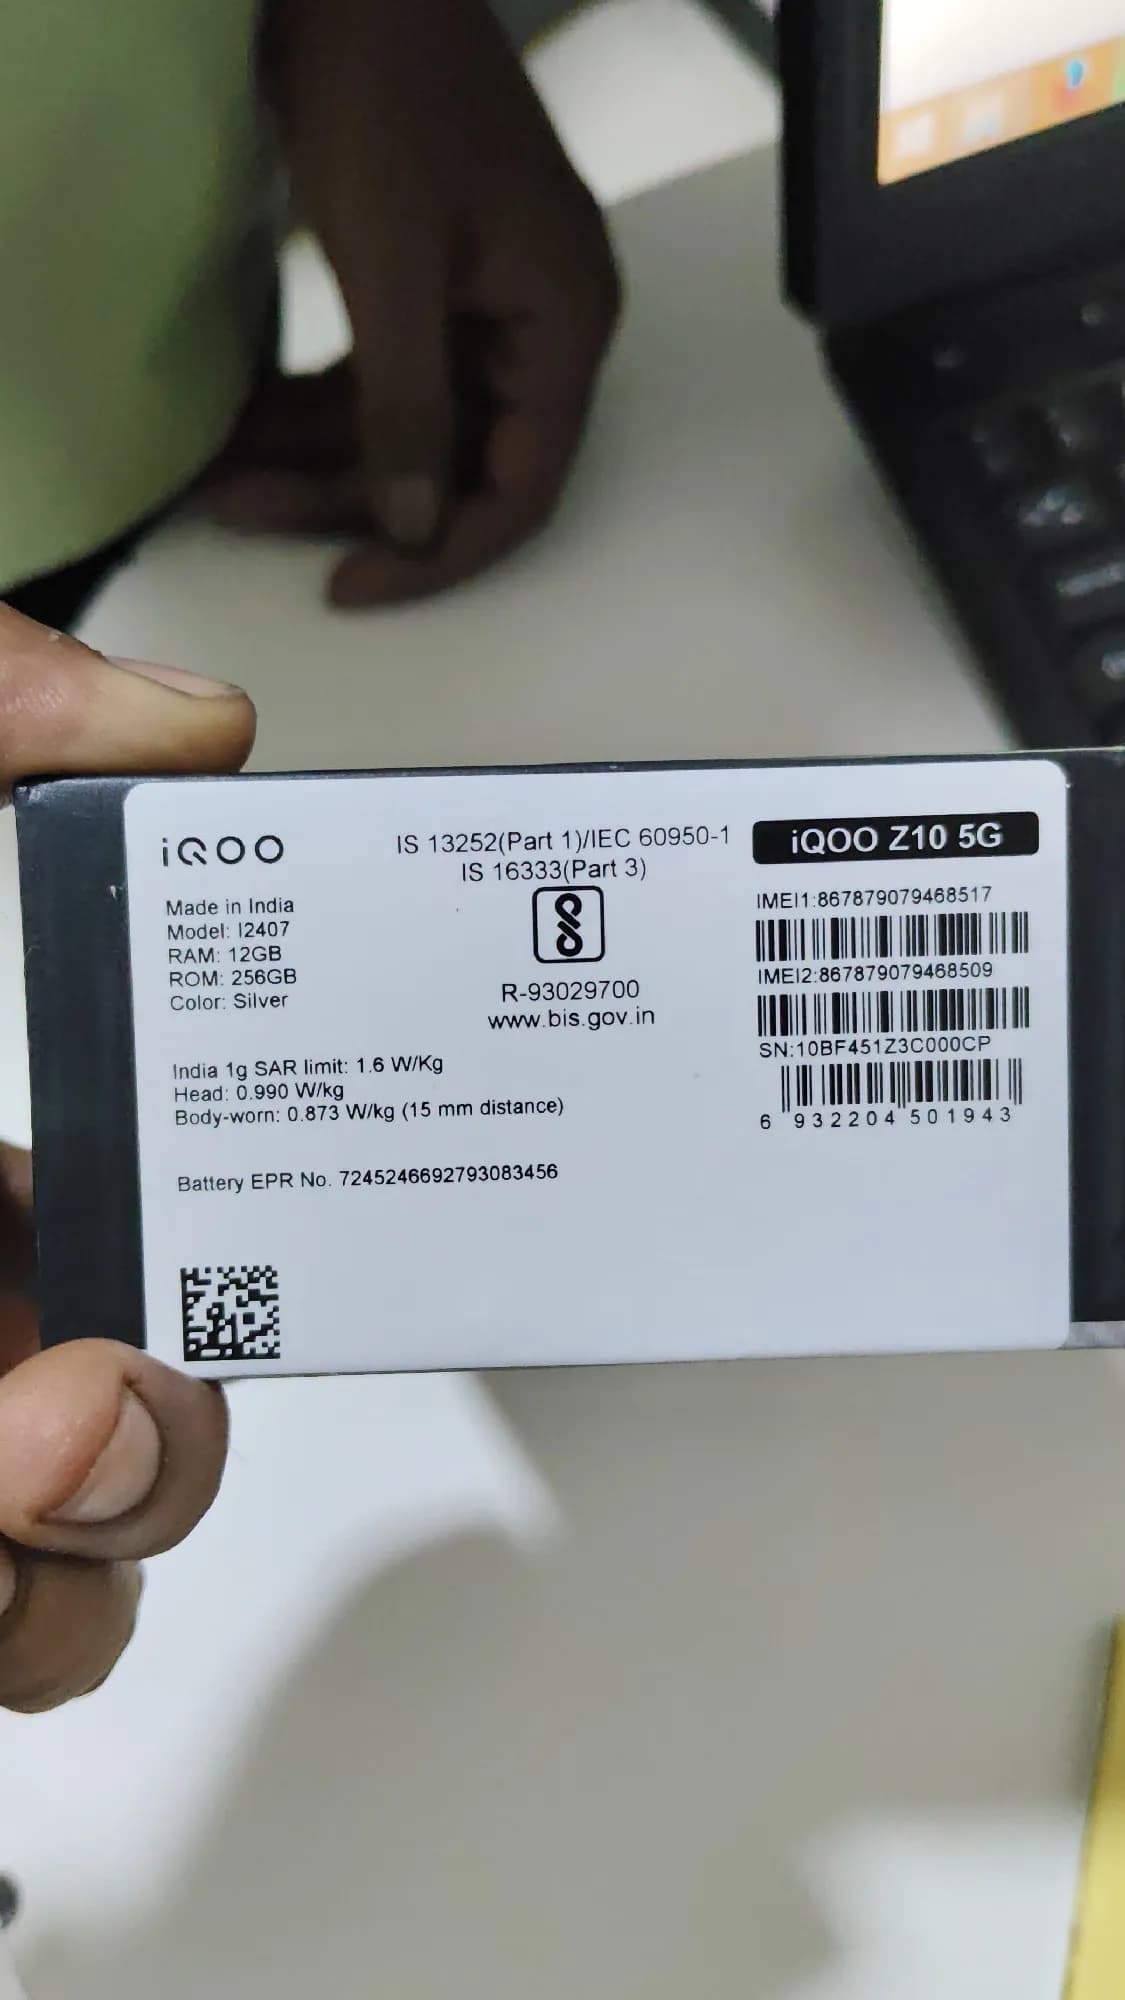 iQOO
Made in India
Model: I2407
RAM: 12GB
ROM: 256GB
Color: Silver
IS 13252(Part 1)/IEC 60950-1
IS 16333(Part 3)
R-93029700
www.bis.gov.in
India 1g SAR limit: 1.6 W/Kg
Head: 0.990 W/kg
Body-worn: 0.873 W/kg (15 mm distance)
Battery EPR No. 7245246692793083456
iQOO Z10 5G
IMEI1:867879079468517
IMEI2:867879079468509
SN:10BF451Z3C000CP
6 932204 501943